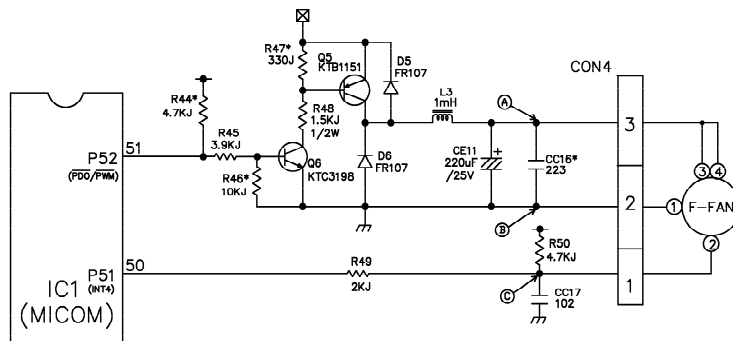 R47*
330J
Q5
KTB1151
D5
FR107
L3
1mH
CON4
R44*
4.7KJ
R48
1.5KJ
1/2W
A
3
51
R45
3.9KJ
P52
(PDO/PWM)
Q6
KTC3198
D6
FR107
CE11
220uF
/25V
+
CC16*
223
3
4
R46*
10KJ
2
1
F-FAN
B
2
R50
4.7KJ
P51
(INT4)
50
R49
2KJ
C
1
CC17
102
IC1
(MICOM)